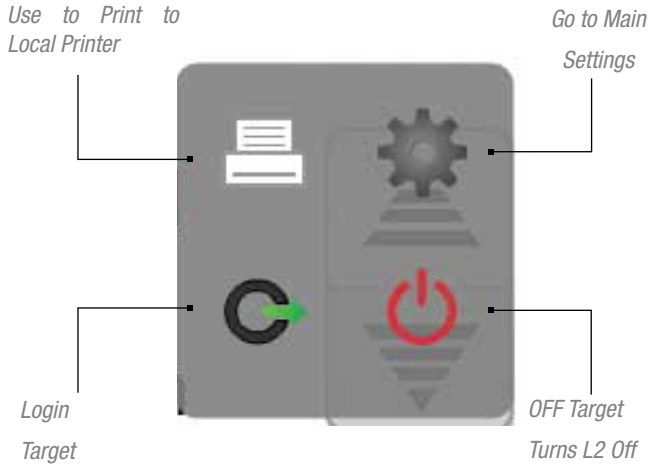 Use to Print to
Local Printer
Go to Main
Settings
Login
Target
OFF Target
Turns L2 Off